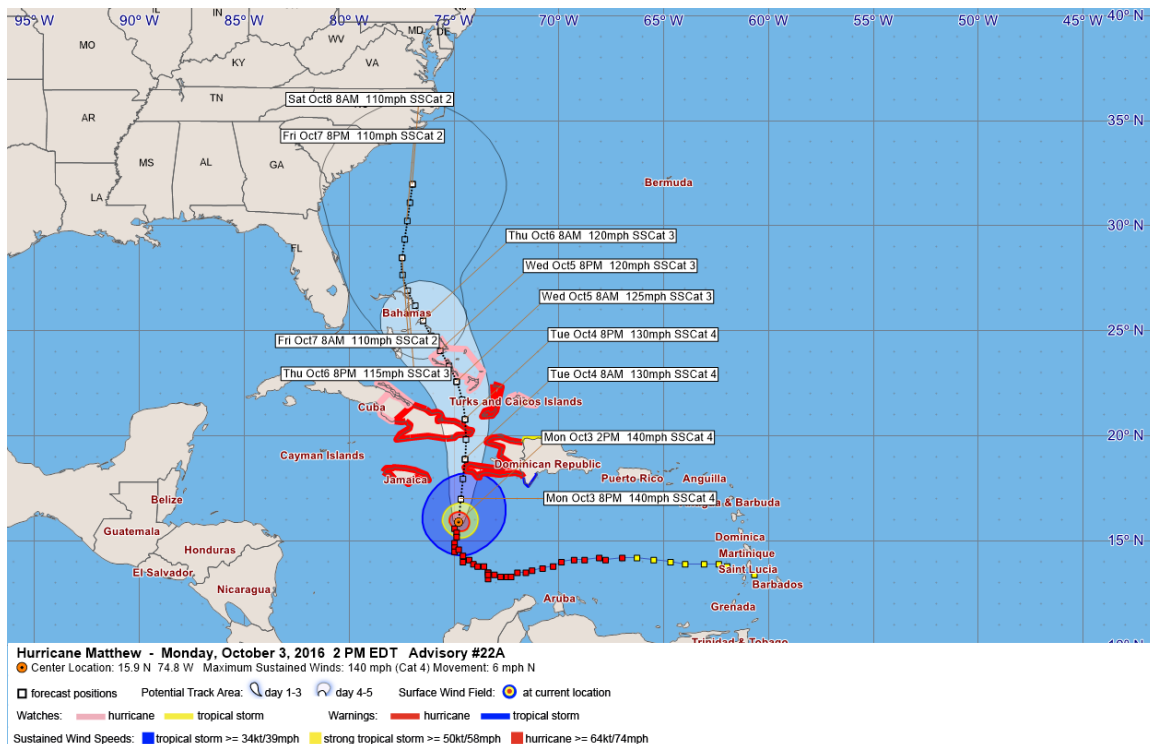 95° W 90° W 85° W 80° W 75° W 70° W 65° W 60° W 55° W 50° W 45° W 40° N
IL IN IN MD DE
MO WV
KY VA
TN
Sat Oct8 8AM 110mph SSCat 2
AR
35° N
Fri Oct7 8PM 110mph SSCat 2
MS AL GA
LA
Bermuda
30° N
Thu Oct6 8AM 120mph SSCat 3
FL
Wed Oct5 8PM 120mph SSCat 3
Wed Oct5 8AM 125mph SSCat 3
Bahamas
25° N
Tue Oct4 8PM 130mph SSCat 4
Fri Oct7 8AM 110mph SSCat 2
Thu Oct6 8PM 115mph SSCat 3
Tue Oct4 8AM 130mph SSCat 4
Cuba
Turks and Caicos Islands
20° N
Mon Oct3 2PM 140mph SSCat 4
Cayman Islands
Dominican Republic
Jamaica
Puerto Rico
Anguilla
Belize
Mon Oct3 8PM 140mph SSCat 4
& Barbuda
Guatemala
Dominica
15° N
Honduras
Martinique
El Salvador
Saint Lucia
Nicaragua
Barbados
Aruba
Grenada
Trinidad & Tobago
10° N
Hurricane Matthew - Monday, October 3, 2016 2 PM EDT Advisory #22A
Center Location: 15.9 N 74.8 W Maximum Sustained Winds: 140 mph (Cat 4) Movement: 6 mph N
forecast positions Potential Track Area: day 1-3 day 4-5 Surface Wind Field: at current location
Watches: hurricane tropical storm Warnings: hurricane tropical storm
Sustained Wind Speeds: tropical storm >= 34kt/39mph strong tropical storm >= 50kt/58mph hurricane >= 64kt/74mph